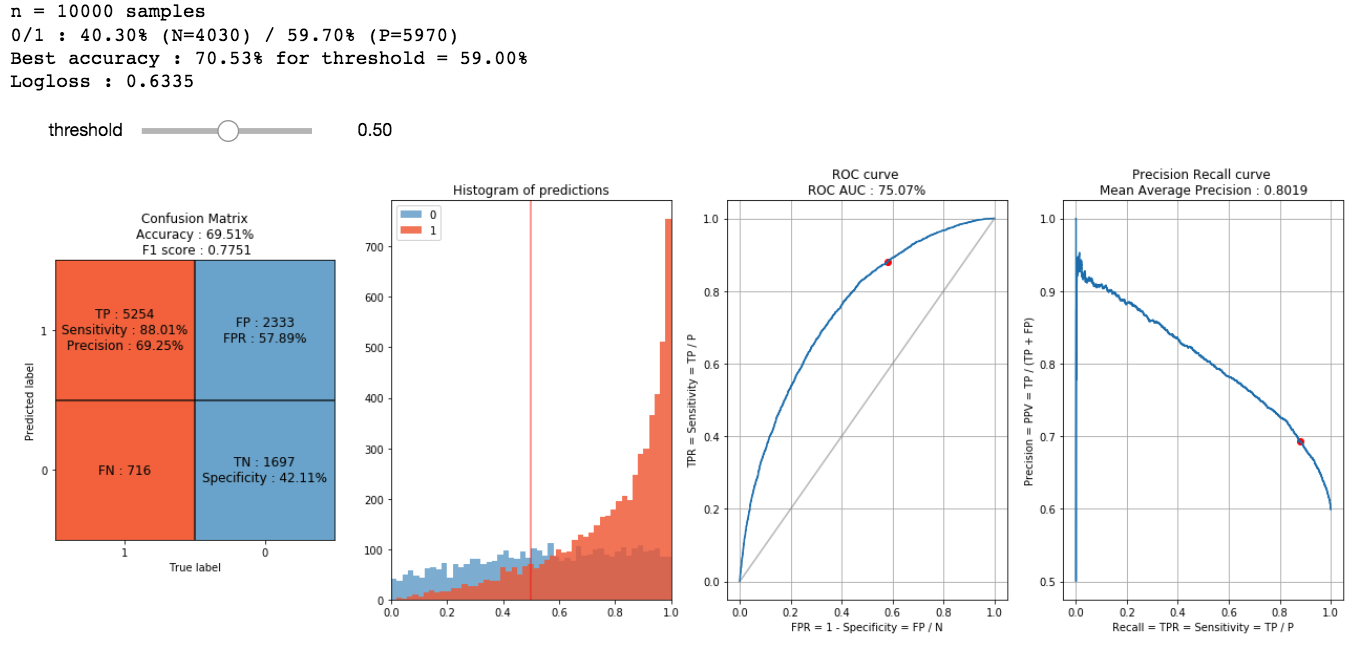 n = 10000 samples
0/1 : 40.30% (N=4030) / 59.70% (P=5970)
Best accuracy : 70.53% for threshold = 59.00%
Logloss : 0.6335
threshold 0.50
Confusion Matrix
Accuracy : 69.51%
F1 score : 0.7751
TP : 5254
Sensitivity : 88.01%
Precision : 69.25%
FP : 2333
FPR : 57.89%
FN : 716
TN : 1697
Specificity : 42.11%
Predicted label
1
0
1 0
True label
Histogram of predictions
0
1
700
600
500
400
300
200
100
0
0.0 0.2 0.4 0.6 0.8 1.0
ROC curve
ROC AUC : 75.07%
TPR = Sensitivity = TP / P
1.0
0.8
0.6
0.4
0.2
0.0
0.0 0.2 0.4 0.6 0.8 1.0
FPR = 1 - Specificity = FP / N
Precision Recall curve
Mean Average Precision : 0.8019
Precision = PPV = TP / (TP + FP)
1.0
0.9
0.8
0.7
0.6
0.5
0.0 0.2 0.4 0.6 0.8 1.0
Recall = TPR = Sensitivity = TP / P